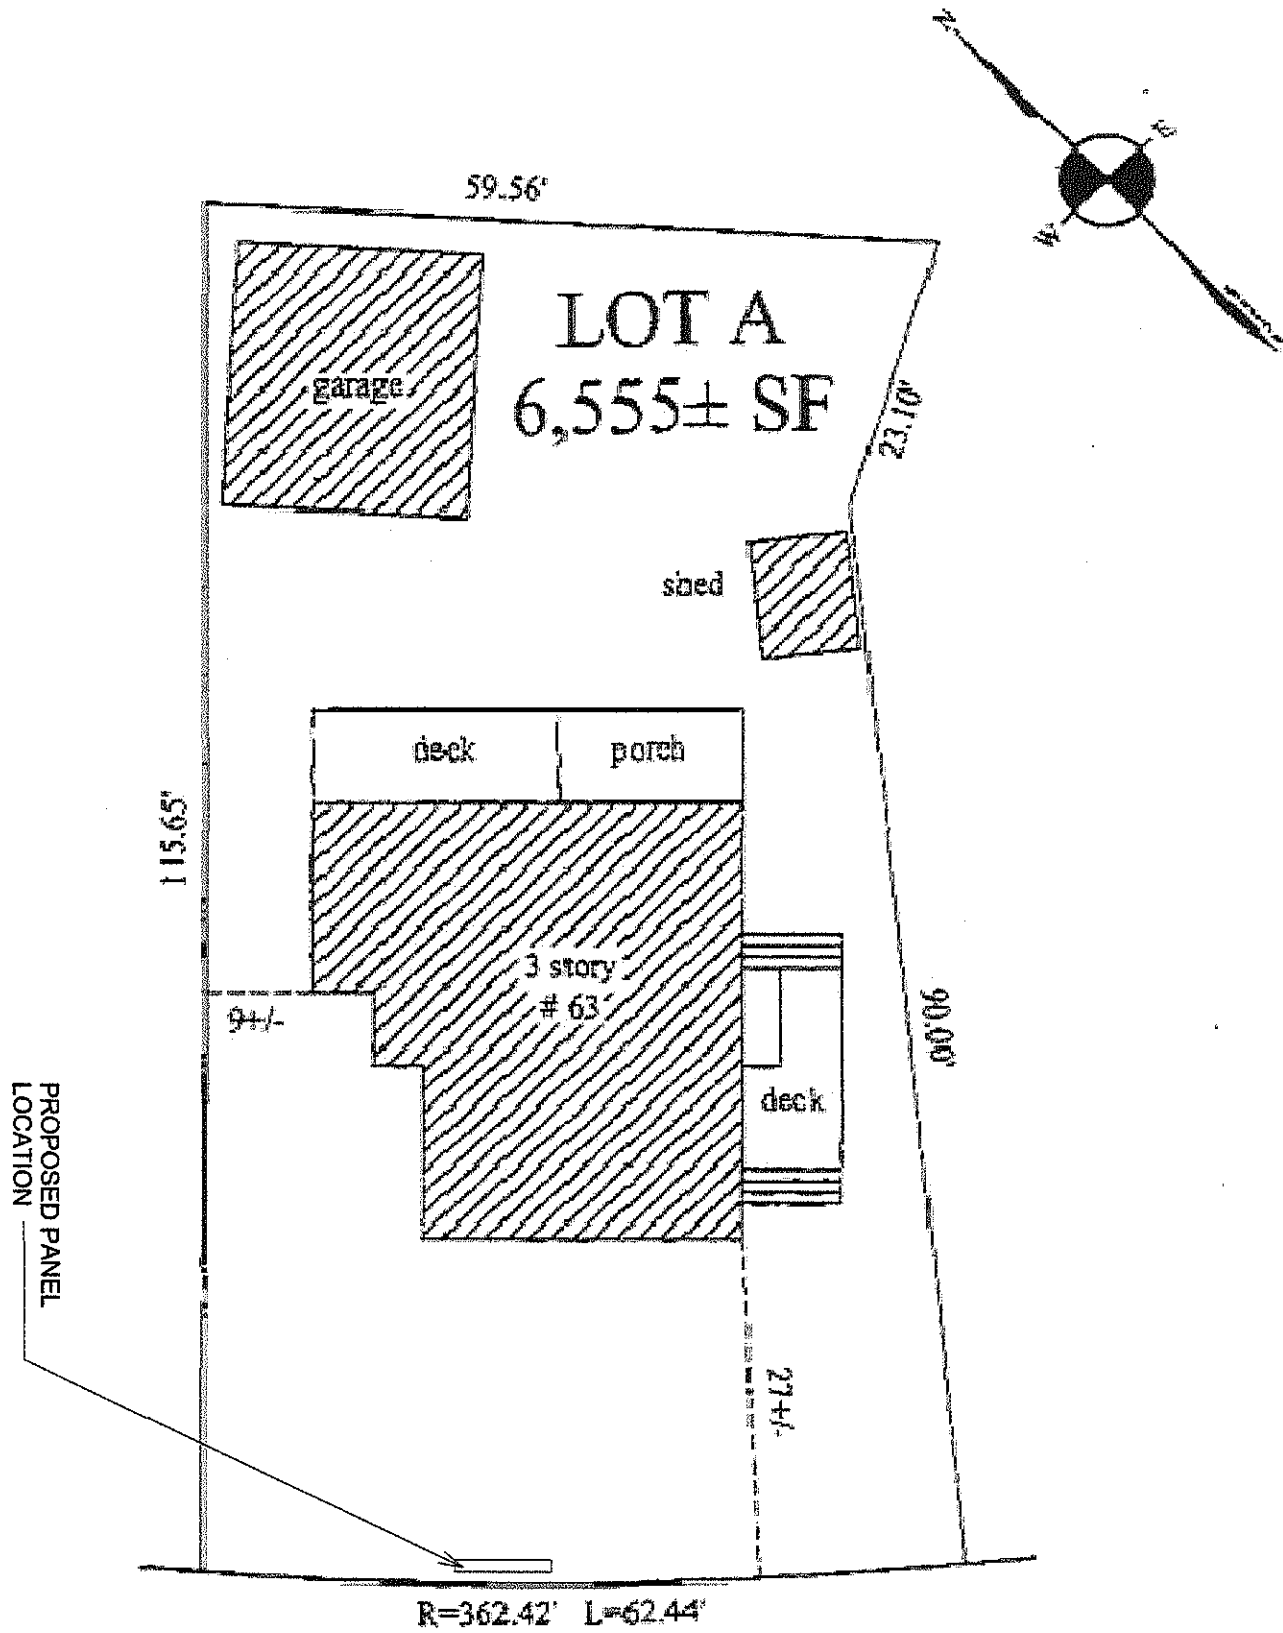 N
E
W
59.56'
LOT A
6,555± SF
garage
23.10'
shed
deck
porch
115.65'
3 story
# 63
9+/-
90.00'
deck
PROPOSED PANEL
LOCATION
27+/-
R=362.42' L=62.44'